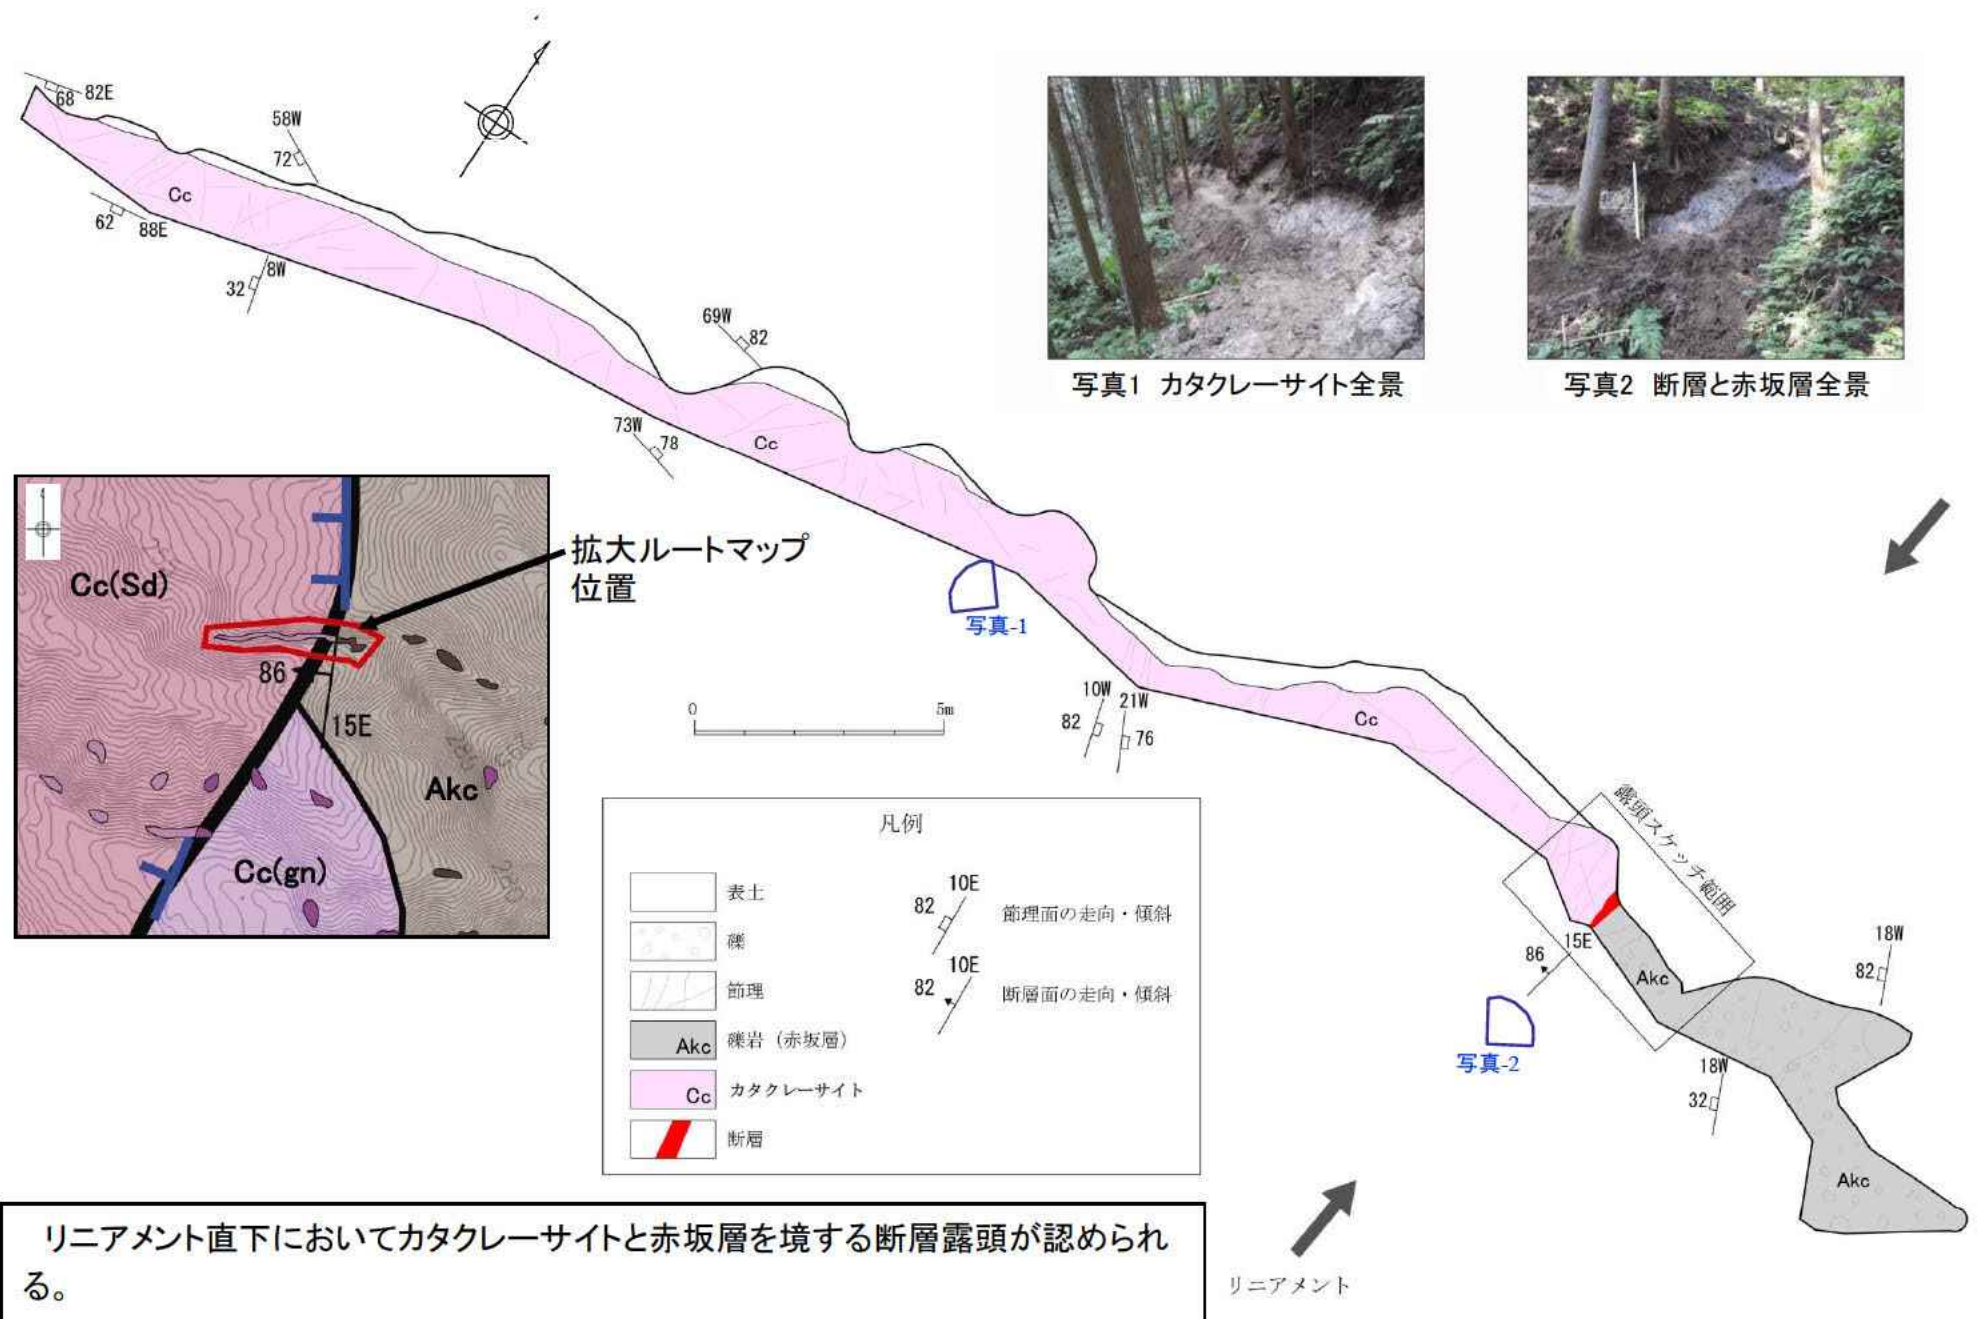 68
82E
58W
72
Cc
62
88E
8W
32
69W
82
73W
78
Cc
写真1 カタクレーサイト全景
写真2 断層と赤坂層全景
Cc(Sd)
86
15E
Akc
Cc(gn)
拡大ルートマップ
位置
写真-1
0
5m
10W
21W
82
76
Cc
凡例
表土
礫
節理
Akc
礫岩（赤坂層）
Cc
カタクレーサイト
断層
10E
82
節理面の走向・傾斜
10E
82
断層面の走向・傾斜
露頭スケッチ範囲
15E
86
Akc
18W
82
写真-2
18W
32
Akc
リニアメント
リニアメント直下においてカタクレーサイトと赤坂層を境する断層露頭が認められ
る。